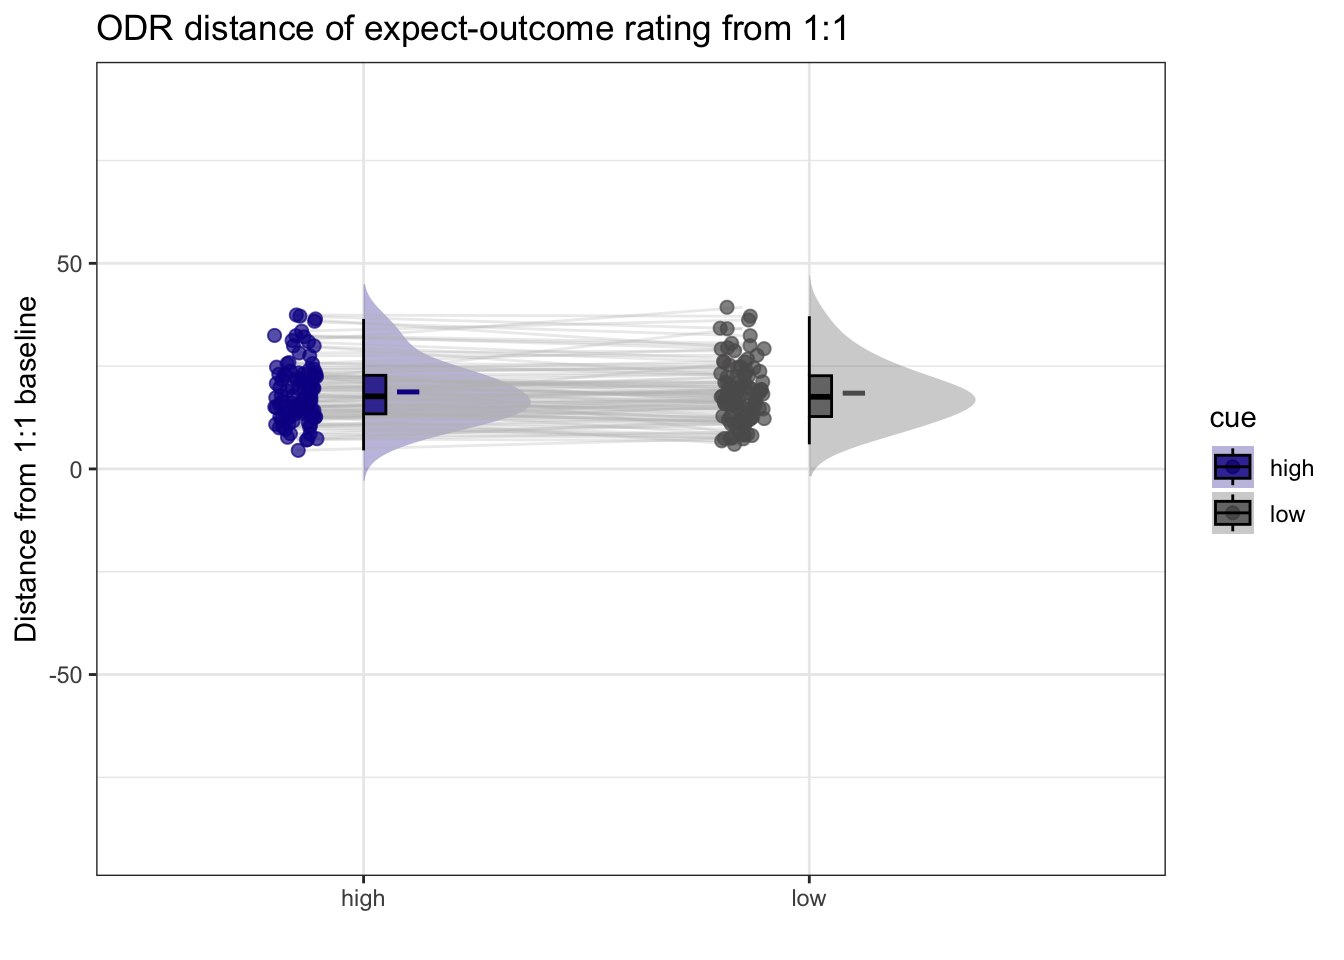 ODR distance of expect-outcome rating from 1:1
Distance from 1:1 baseline
50
0
-50
high
low
cue
high
low